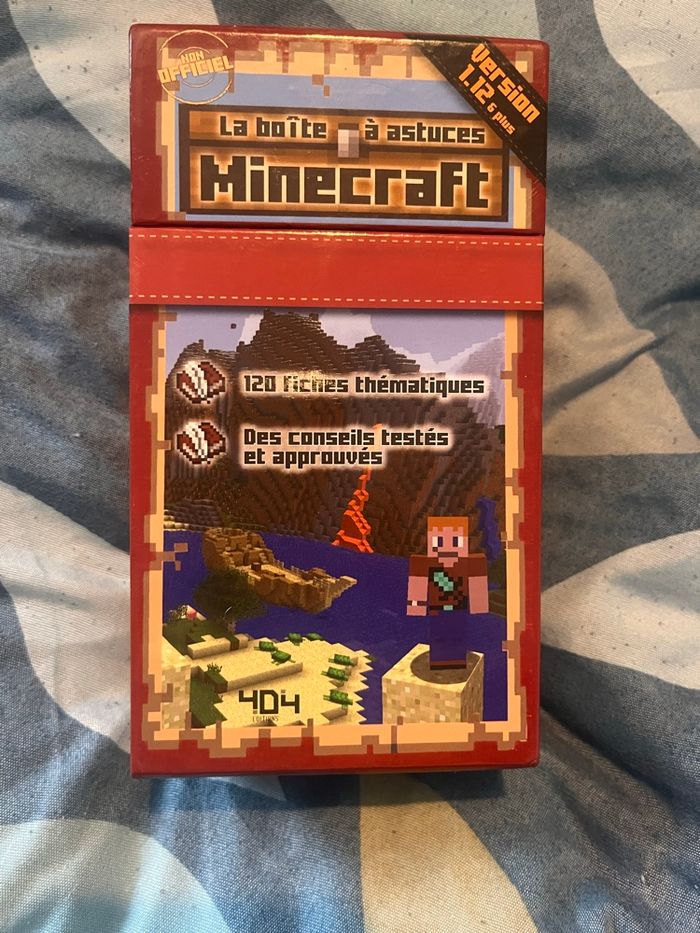 NON
OFFICIEL
Version
1.12 & plus
La boîte à astuces
Minecraft
120 fiches thématiques
Des conseils testés
et approuvés
404
ÉDITIONS